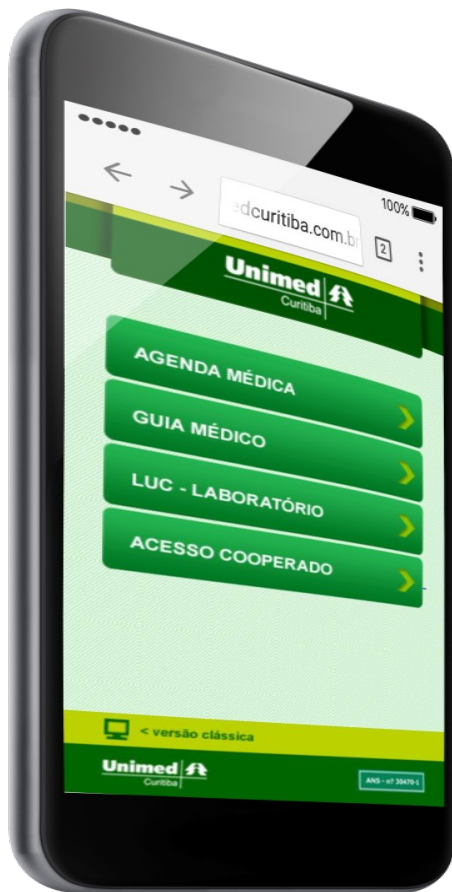 100%
edcuritiba.com.b
2
Unimed
Curitiba
AGENDA MÉDICA
GUIA MÉDICO
LUC - LABORATÓRIO
ACESSO COOPERADO
< versão clássica
Unimed
Curitiba
ANS - nº 30470-1